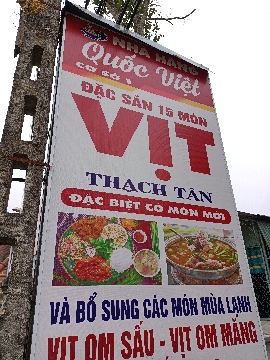 NHÀ HÀNG
Quốc Việt
CƠ SỞ 1
ĐẶC SẢN 15 MÓN
VỊT
THẠCH TÂN
ĐẶC BIỆT CÓ MÓN MỚI
VÀ BỔ SUNG CÁC MÓN MÙA LẠNH
VỊT OM SẤU - VỊT OM MĂNG